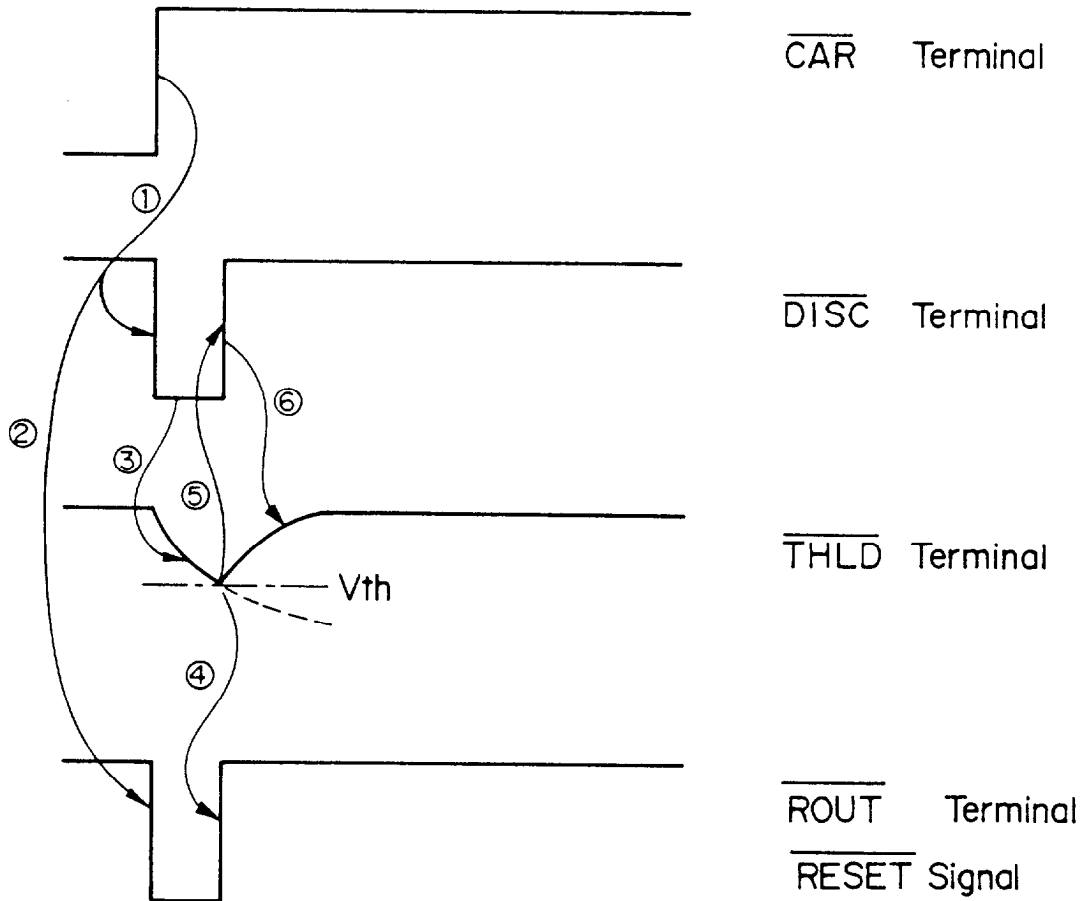 CAR Terminal
①
DISC Terminal
②
③
⑥
⑤
THLD Terminal
Vth
④
ROUT Terminal
RESET Signal